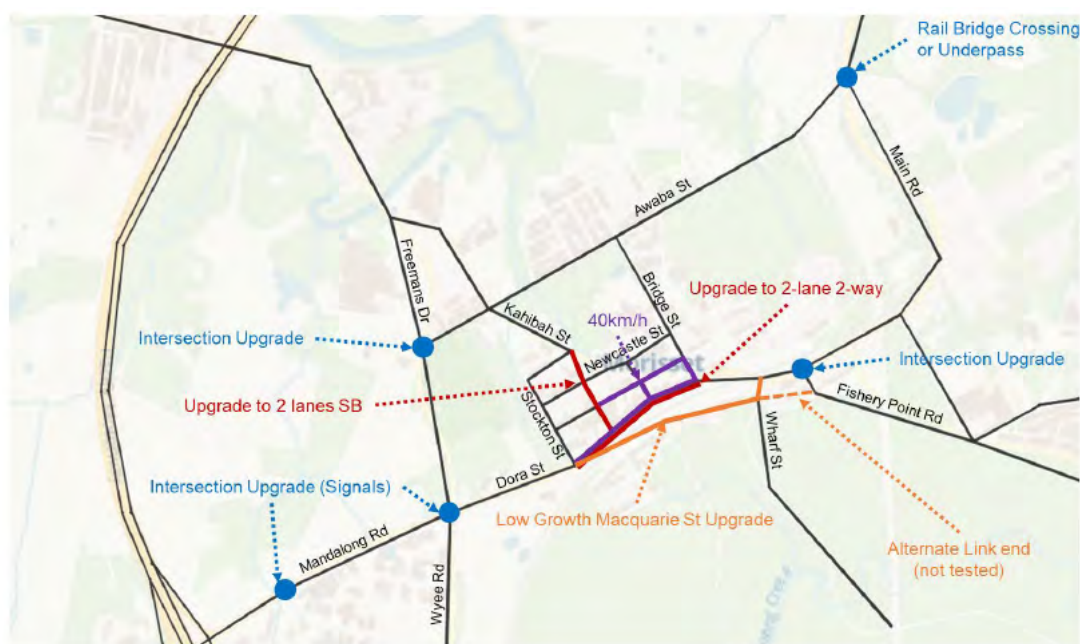 Rail Bridge Crossing
or Underpass
Main Rd
Awaba St
Freemans Dr
Bridge St
Upgrade to 2-lane 2-way
Kahibah St
40km/h
Intersection Upgrade
Newcastle St
Morisset
Intersection Upgrade
Upgrade to 2 lanes SB
Stockton St
Fishery Point Rd
Wharf St
Dora St
Intersection Upgrade (Signals)
Low Growth Macquarie St Upgrade
Mandalong Rd
Alternate Link end
(not tested)
Wyee Rd